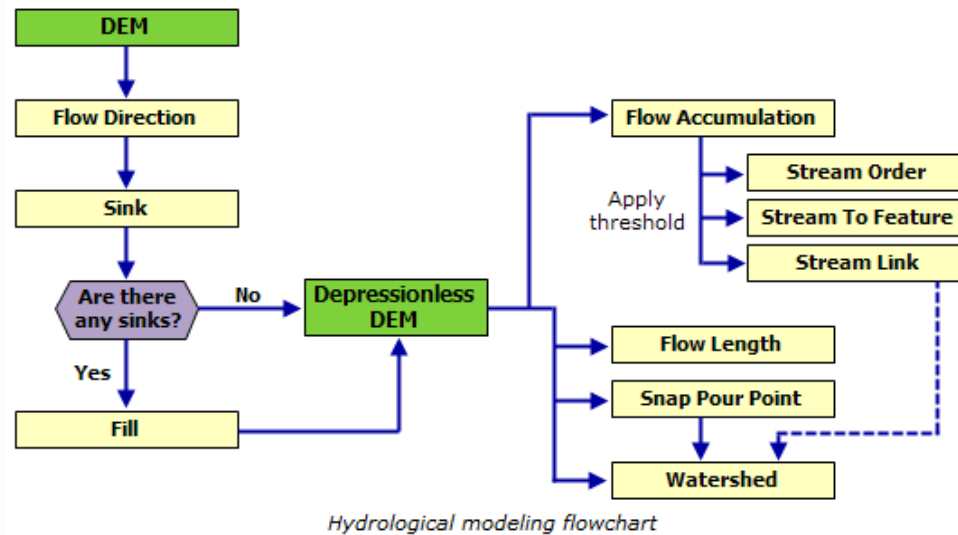 DEM
Flow Direction
Sink
Are there
any sinks?
No
Yes
Fill
Depressionless
DEM
Flow Accumulation
Apply
threshold
Stream Order
Stream To Feature
Stream Link
Flow Length
Snap Pour Point
Watershed
Hydrological modeling flowchart